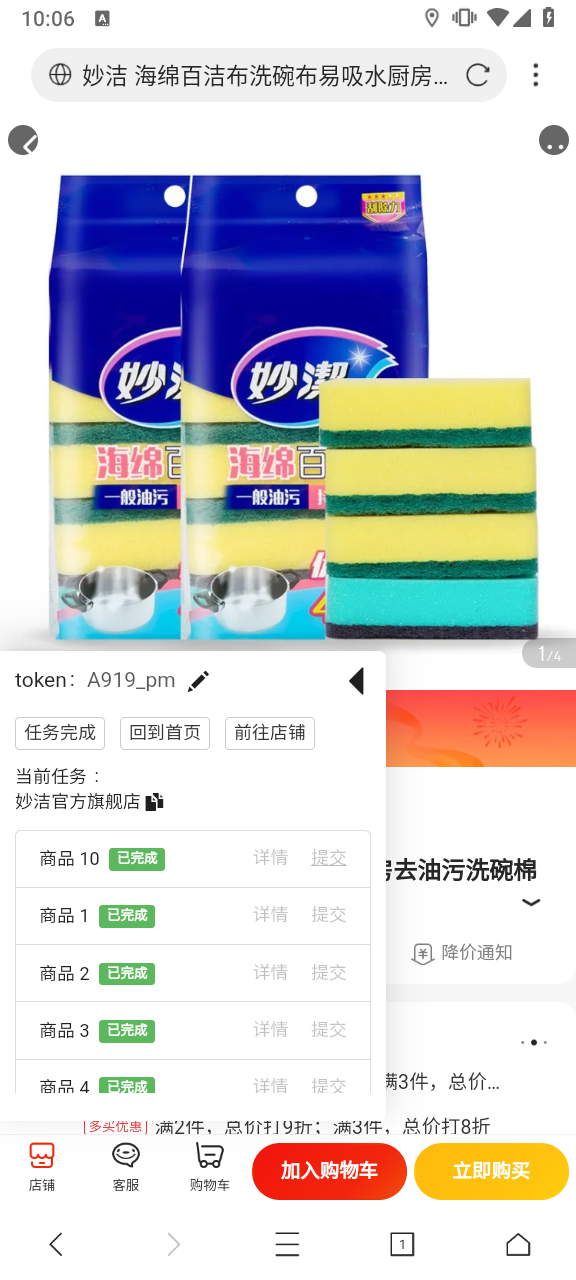 10:06
妙洁 海绵百洁布洗碗布易吸水厨房...
刮除力
妙洁
妙潔
海绵百
海绵百
一般油污
一般油污
1/4
token: A919_pm
任务完成 回到首页 前往店铺
当前任务：
妙洁官方旗舰店
商品 10 已完成 详情 提交
商品 1 已完成 详情 提交
商品 2 已完成 详情 提交
商品 3 已完成 详情 提交
商品 4 已完成 详情 提交
去油污洗碗棉
降价通知
满3件，总价...
多买优惠 满2件，总价打9折；满3件，总价打8折
店铺 客服 购物车 加入购物车 立即购买
1